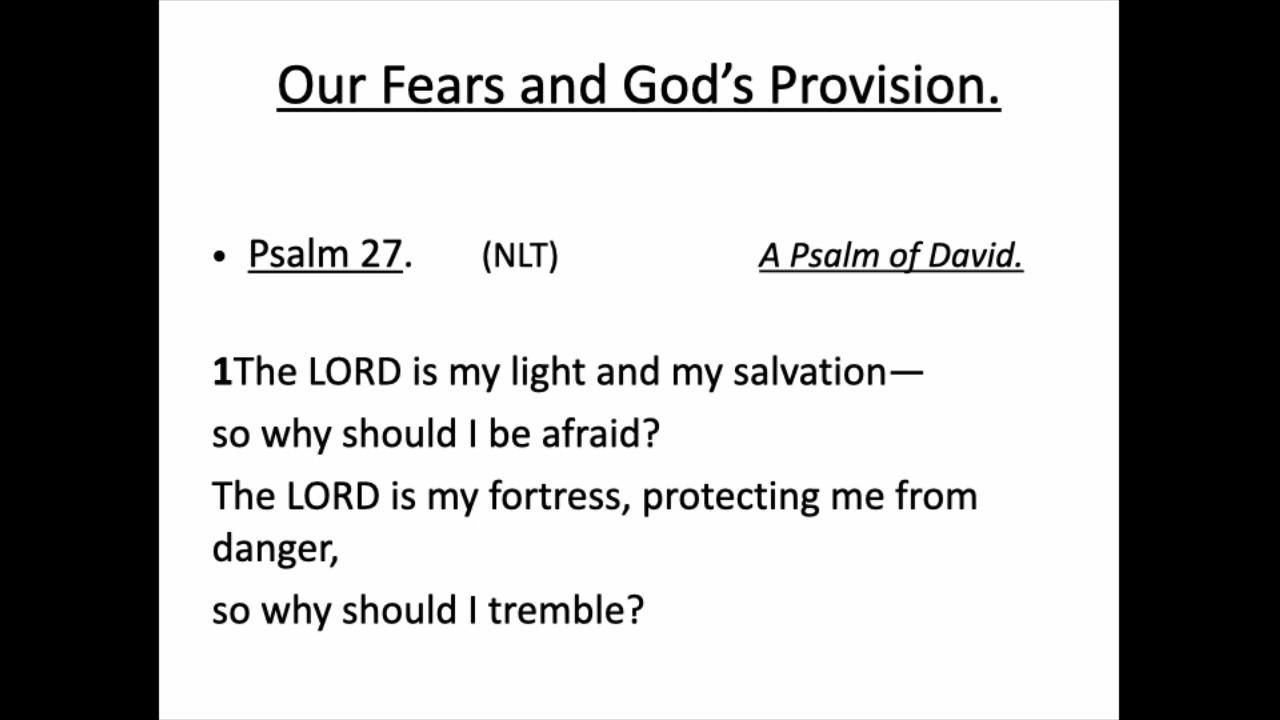 Our Fears and God’s Provision.
• Psalm 27. (NLT) A Psalm of David.
1The LORD is my light and my salvation—
so why should I be afraid?
The LORD is my fortress, protecting me from
danger,
so why should I tremble?